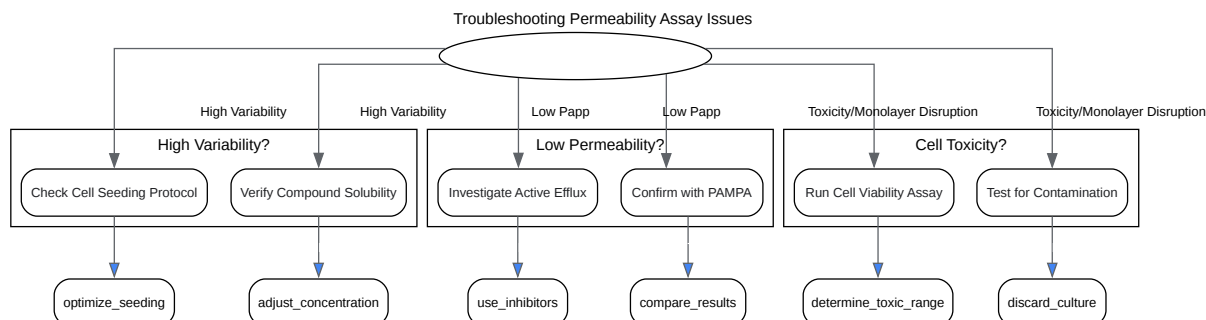 Troubleshooting Permeability Assay Issues
High Variability
High Variability
Low Papp
Low Papp
Toxicity/Monolayer Disruption
Toxicity/Monolayer Disruption
High Variability?
Low Permeability?
Cell Toxicity?
Check Cell Seeding Protocol
Verify Compound Solubility
Investigate Active Efflux
Confirm with PAMPA
Run Cell Viability Assay
Test for Contamination
optimize_seeding
adjust_concentration
use_inhibitors
compare_results
determine_toxic_range
discard_culture